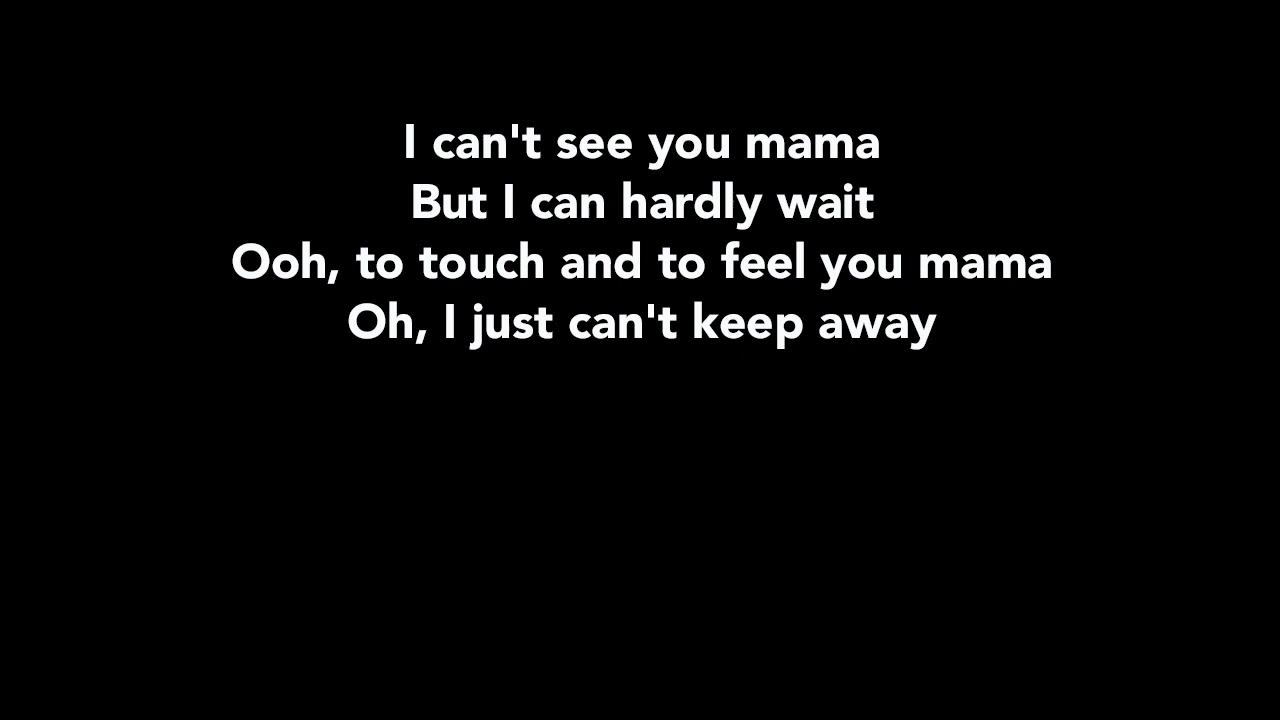 I can't see you mama
But I can hardly wait
Ooh, to touch and to feel you mama
Oh, I just can't keep away